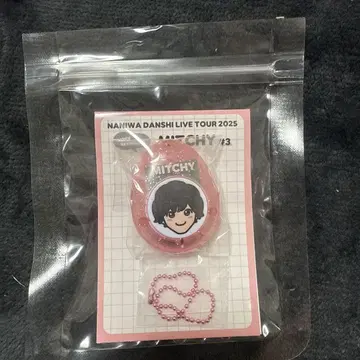 NANIWA DANSHI LIVE TOUR 2025
MITCHY #3
MITCHY